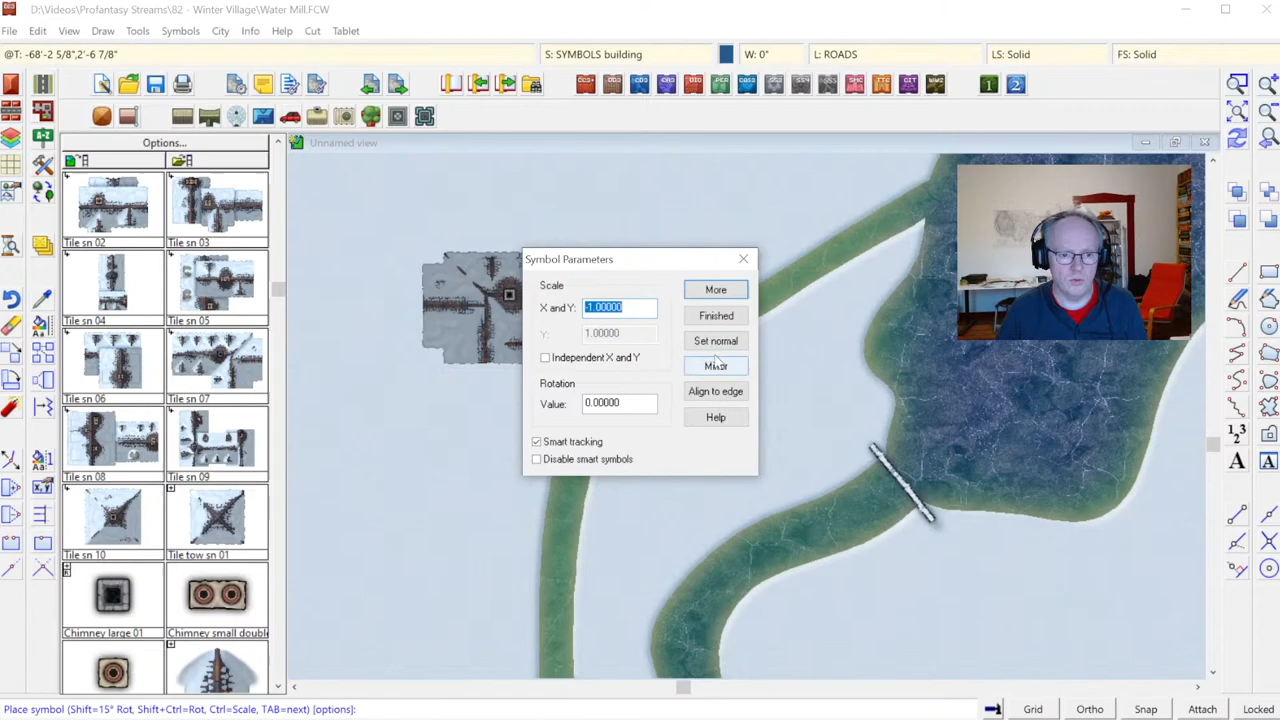 D:\Videos\Profantasy Streams\82 - Winter Village\Water Mill.FCW
File Edit View Draw Tools Symbols City Info Help Cut Tablet
@T: -68'-2 5/8",2'-6 7/8" S: SYMBOLS building W: 0" L: ROADS LS: Solid FS: Solid
Options...
Unnamed view
Tile sn 02 Tile sn 03
Tile sn 04 Tile sn 05
Tile sn 06 Tile sn 07
Tile sn 08 Tile sn 09
Tile sn 10 Tile tow sn 01
Chimney large 01 Chimney small double
Symbol Parameters
Scale
X and Y: -1.00000
Y: 1.00000
Independent X and Y
Rotation
Value: 0.00000
Smart tracking
Disable smart symbols
More
Finished
Set normal
Mirror
Align to edge
Help
Place symbol (Shift=15° Rot, Shift+Ctrl=Rot, Ctrl=Scale, TAB=next) [options]:
Grid Ortho Snap Attach Locked